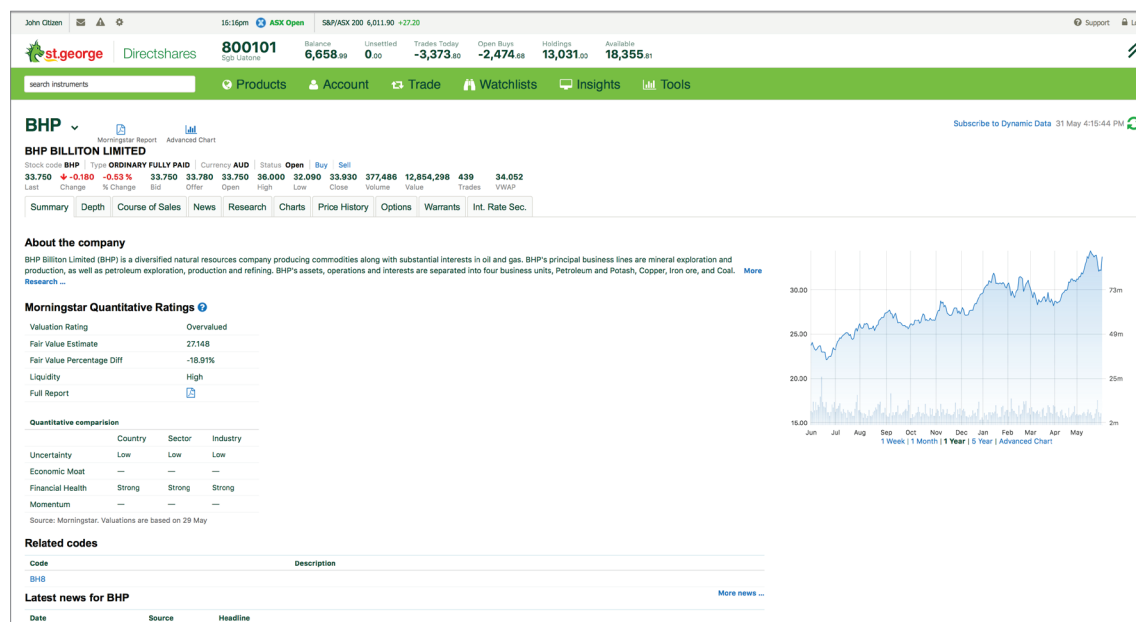 John Citizen 16:16pm ASX Open S&P/ASX 200 6,011.90 +27.20 Support
st.george Directshares 800101 Balance Unsettled Trades Today Open Buys Holdings Available
5gb Uatone 6,658.99 0.00 -3,373.80 -2,474.68 13,031.00 18,355.81
search instruments Products Account Trade Watchlists Insights Tools
BHP Subscribe to Dynamic Data 31 May 4:15:44 PM
Morningstar Report Advanced Chart
BHP BILLITON LIMITED
Stock code BHP Type ORDINARY FULLY PAID Currency AUD Status Open Buy Sell
33.750 -0.180 -0.53 % 33.750 33.780 33.750 36.000 32.090 33.930 377,486 12,854,298 439 34.052
Last Change % Change Bid Offer Open High Low Close Volume Value Trades VWAP
Summary Depth Course of Sales News Research Charts Price History Options Warrants Int. Rate Sec.
About the company
BHP Billiton Limited (BHP) is a diversified natural resources company producing commodities along with substantial interests in oil and gas. BHP's principal business lines are mineral exploration and
production, as well as petroleum exploration, production and refining. BHP's assets, operations and interests are separated into four business units, Petroleum and Potash, Copper, Iron ore, and Coal. More
Research ...
Morningstar Quantitative Ratings
Valuation Rating Overvalued
Fair Value Estimate 27.148
Fair Value Percentage Diff -18.91%
Liquidity High
Full Report
Quantitative comparision
Country Sector Industry
Uncertainty Low Low Low
Economic Moat — — —
Financial Health Strong Strong Strong
Momentum — — —
Source: Morningstar. Valuations are based on 29 May
30.00 73m
25.00 49m
20.00 25m
15.00 2m
Jun Jul Aug Sep Oct Nov Dec Jan Feb Mar Apr May
1 Week | 1 Month | 1 Year | 5 Year | Advanced Chart
Related codes
Code Description
BH8
Latest news for BHP More news ...
Date Source Headline